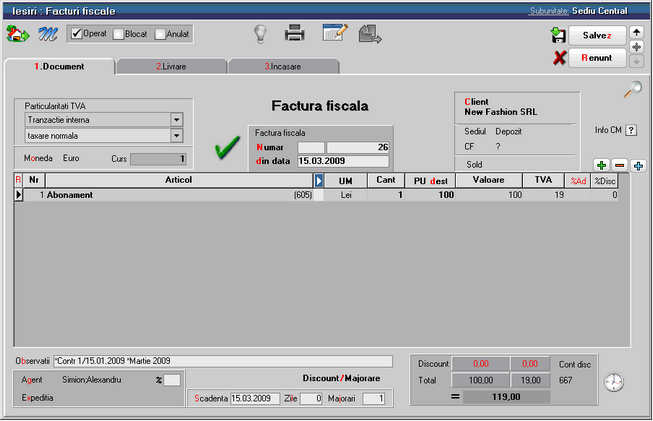 Iesiri : Facturi fiscale
Subunitate: Sediu Central
Operat Blocat Anulat
Salvez
Renunt
1.Document 2.Livrare 3.Incasare
Particularitati TVA
Tranzactie interna
taxare normala
Moneda Euro Curs 1
Factura fiscala
Factura fiscala
Numar 26
din data 15.03.2009
Client
New Fashion SRL
Sediul Depozit
CF ?
Sold
Info CM ?
R Nr Articol UM Cant PU dest Valoare TVA %Ad %Disc
1 Abonament (605) Lei 1 100 100 19 0
Observatii *Contr 1/15.01.2009 *Martie 2009
Agent Simion;Alexandru %
Expeditia
Discount/Majorare
Scadenta 15.03.2009 Zile 0 Majorari 1
Discount 0,00 0,00 Cont disc
Total 100,00 19,00 667
= 119,00